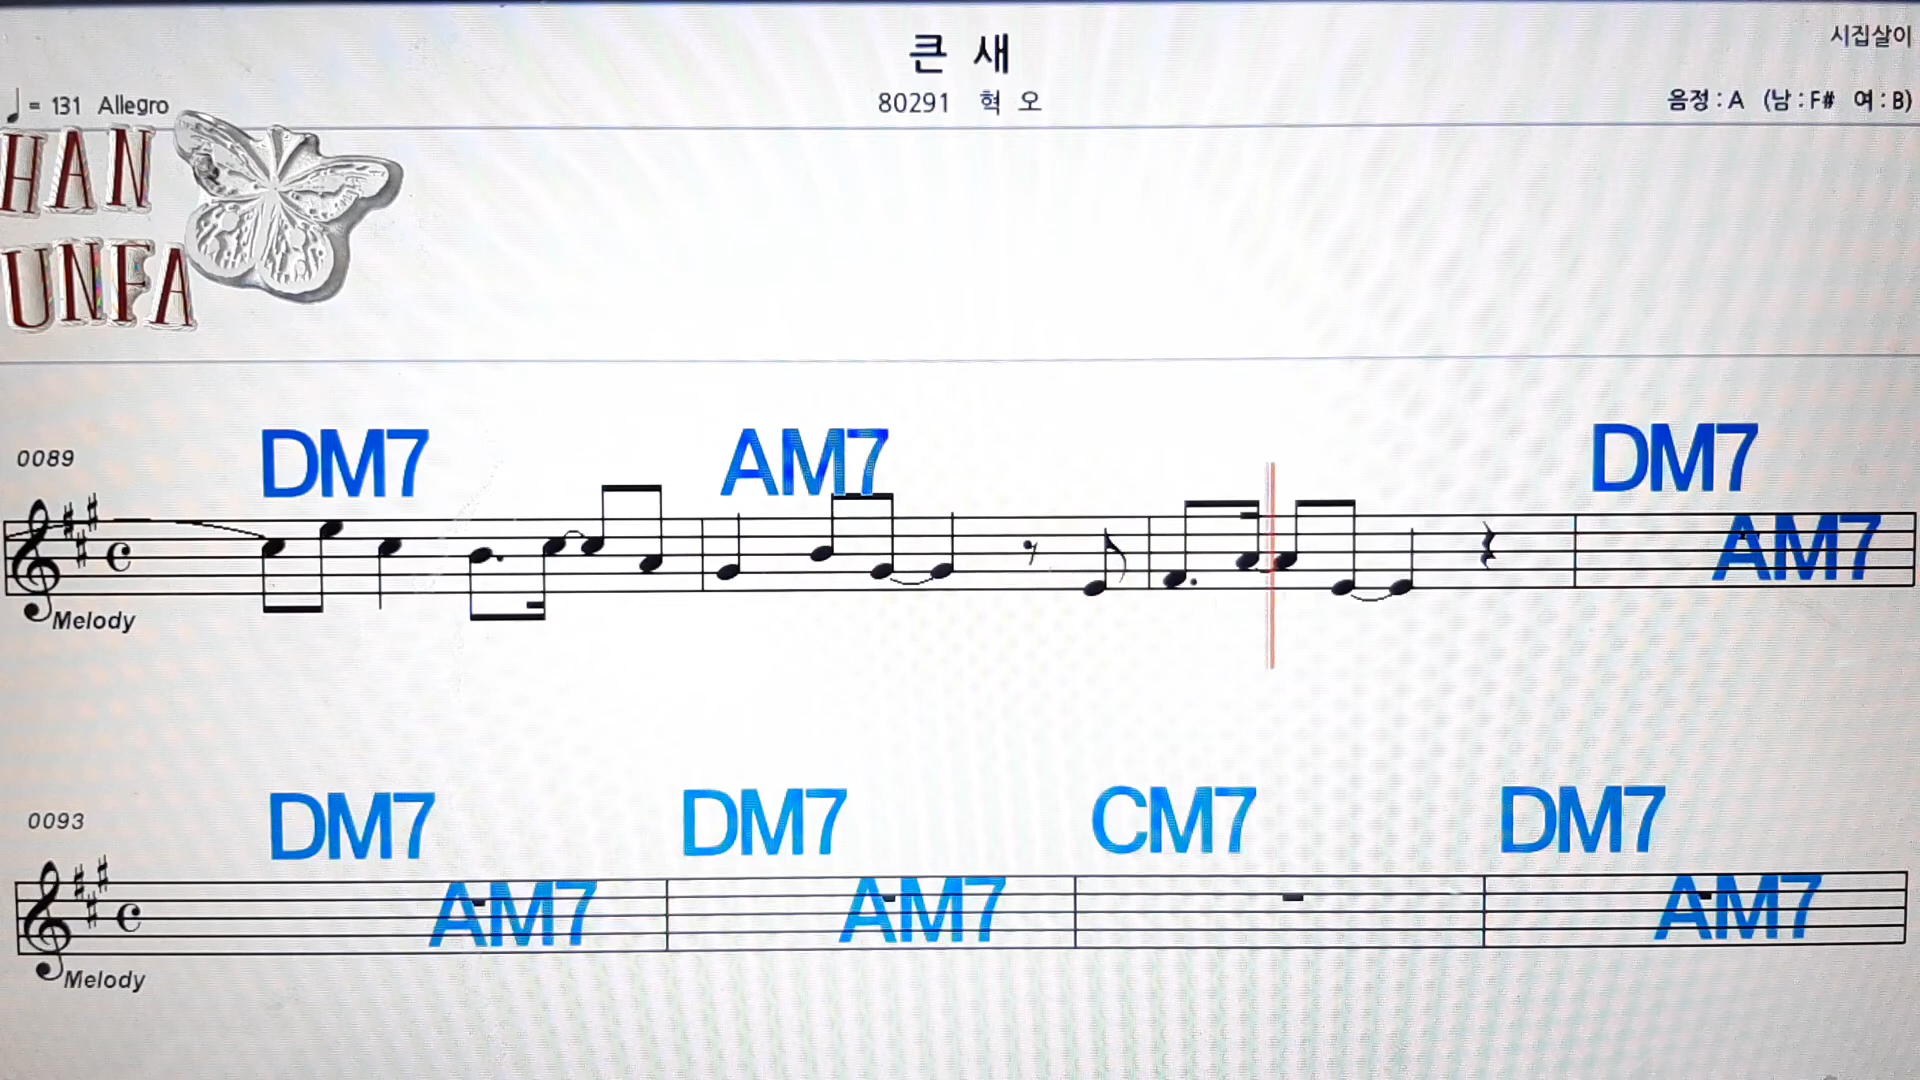 큰 새
시집살이
♩= 131 Allegro
80291 혁 오
음정 : A (남 : F# 여 : B)
HAN
UNFA
0089
DM7 AM7 DM7
AM7
Melody
0093
DM7 DM7 CM7 DM7
AM7 AM7 AM7
Melody